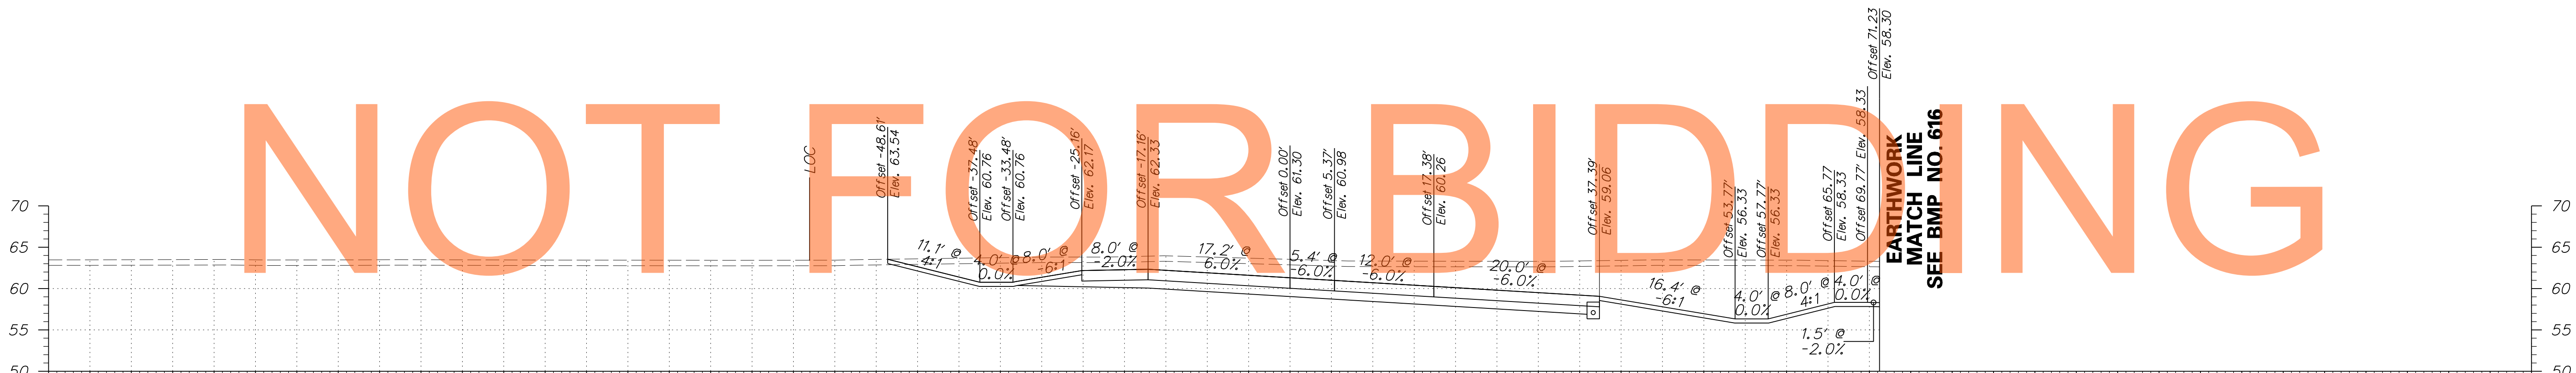 NOT FOR BIDDING
Offset 71.23
Elev. 58.30
LOC
Offset -48.61'
Elev. 63.54
Offset -37.48'
Elev. 60.76
Offset -33.48'
Elev. 60.76
Offset -25.16'
Elev. 62.17
Offset -17.16'
Elev. 62.33
Offset 0.00'
Elev. 61.30
Offset 5.37'
Elev. 60.98
Offset 17.38'
Elev. 60.26
Offset 37.39'
Elev. 59.06
Offset 53.77'
Elev. 56.33
Offset 57.77'
Elev. 56.33
Offset 65.77
Elev. 58.33
Offset 69.77' Elev. 58.33
EARTHWORK
MATCH LINE
SEE BMP NO. 616
70
65
60
55
50
11.1' @
4:1
4.0' @
0.0%
8.0' @
-6:1
8.0' @
-2.0%
17.2' @
6.0%
5.4' @
-6.0%
12.0' @
-6.0%
20.0' @
-6.0%
16.4' @
-6:1
4.0' @
0.0%
8.0' @
4:1
4.0' @
0.0%
1.5' @
-2.0%
70
65
60
55
50